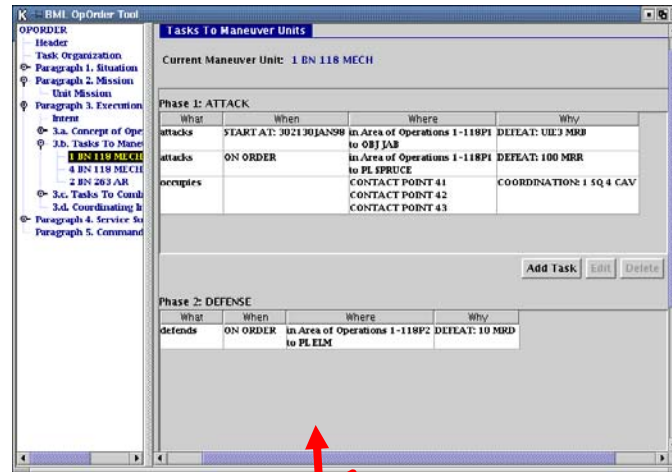 BML OpOrder Tool
OPORDER
Header
Task Organization
Paragraph 1. Situation
Paragraph 2. Mission
Unit Mission
Paragraph 3. Execution
Intent
3.a. Concept of Ope
3.b. Tasks To Mane
1 BN 118 MECH
4 BN 118 MECH
2 BN 263 AR
3.c. Tasks To Comb
3.d. Coordinating I
Paragraph 4. Service Su
Paragraph 5. Command
Tasks To Maneuver Units
Current Maneuver Unit: 1 BN 118 MECH
Phase 1: ATTACK
What When Where Why
attacks START AT: 302130JAN98 in Area of Operations 1-118P1 DEFEAT: UIE3 MRB
to OBJ JAB
attacks ON ORDER in Area of Operations 1-118P1 DEFEAT: 100 MRR
to PL SPRUCE
occupies CONTACT POINT 41 COORDINATION: 1 SQ 4 CAV
CONTACT POINT 42
CONTACT POINT 43
Add Task Edit Delete
Phase 2: DEFENSE
What When Where Why
defends ON ORDER in Area of Operations 1-118P2 DEFEAT: 10 MRD
to PL ELM